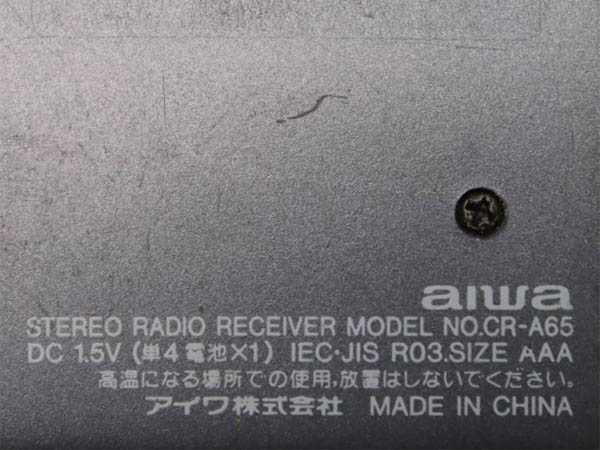 aiwa
STEREO RADIO RECEIVER MODEL NO.CR-A65
DC 1.5V (単4電池×1) IEC·JIS R03.SIZE AAA
高温になる場所での使用,放置はしないでください。
アイワ株式会社 MADE IN CHINA